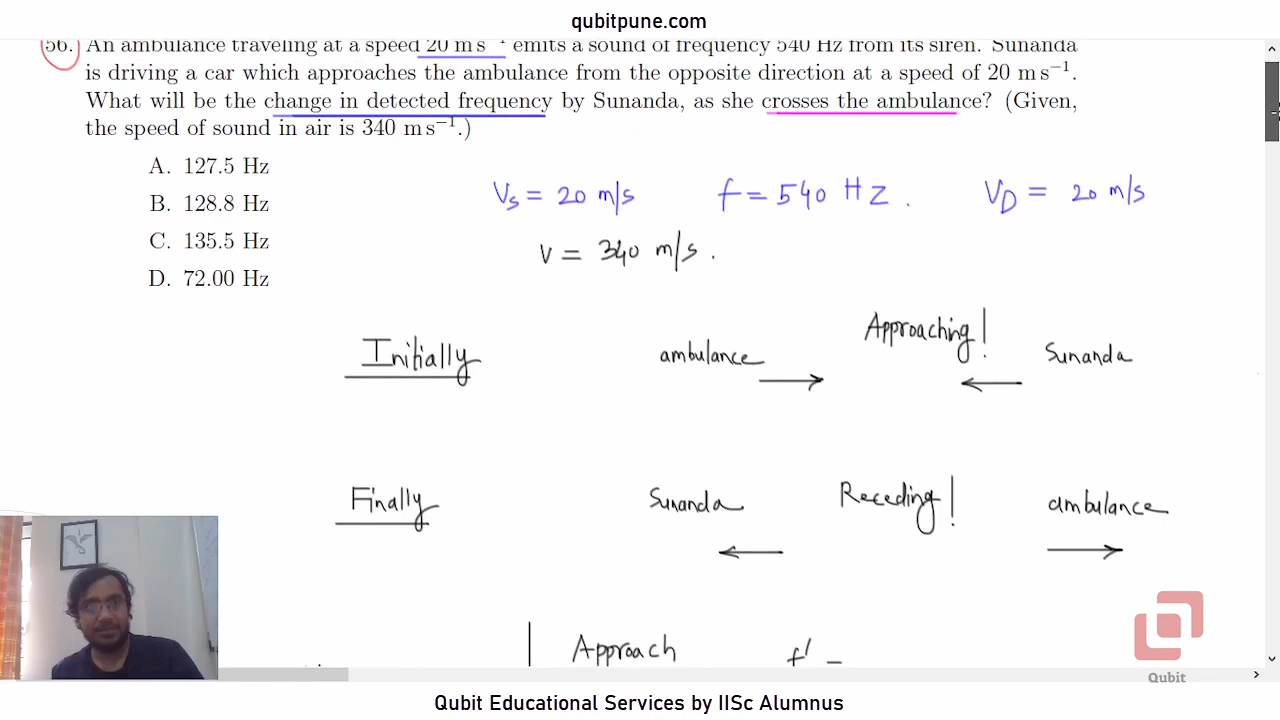 qubitpune.com
56. An ambulance traveling at a speed 20 m s⁻¹ emits a sound of frequency 540 Hz from its siren. Sunanda
is driving a car which approaches the ambulance from the opposite direction at a speed of 20 m s⁻¹.
What will be the change in detected frequency by Sunanda, as she crosses the ambulance? (Given,
the speed of sound in air is 340 m s⁻¹.)
A. 127.5 Hz
B. 128.8 Hz
C. 135.5 Hz
D. 72.00 Hz
Vs = 20 m/s f = 540 HZ. VD = 20 m/s
v = 340 m/s.
Approaching!
Initially ambulance Sunanda
Finally Sunanda Receding! ambulance
Approach f' =
Qubit
Qubit Educational Services by IISc Alumnus